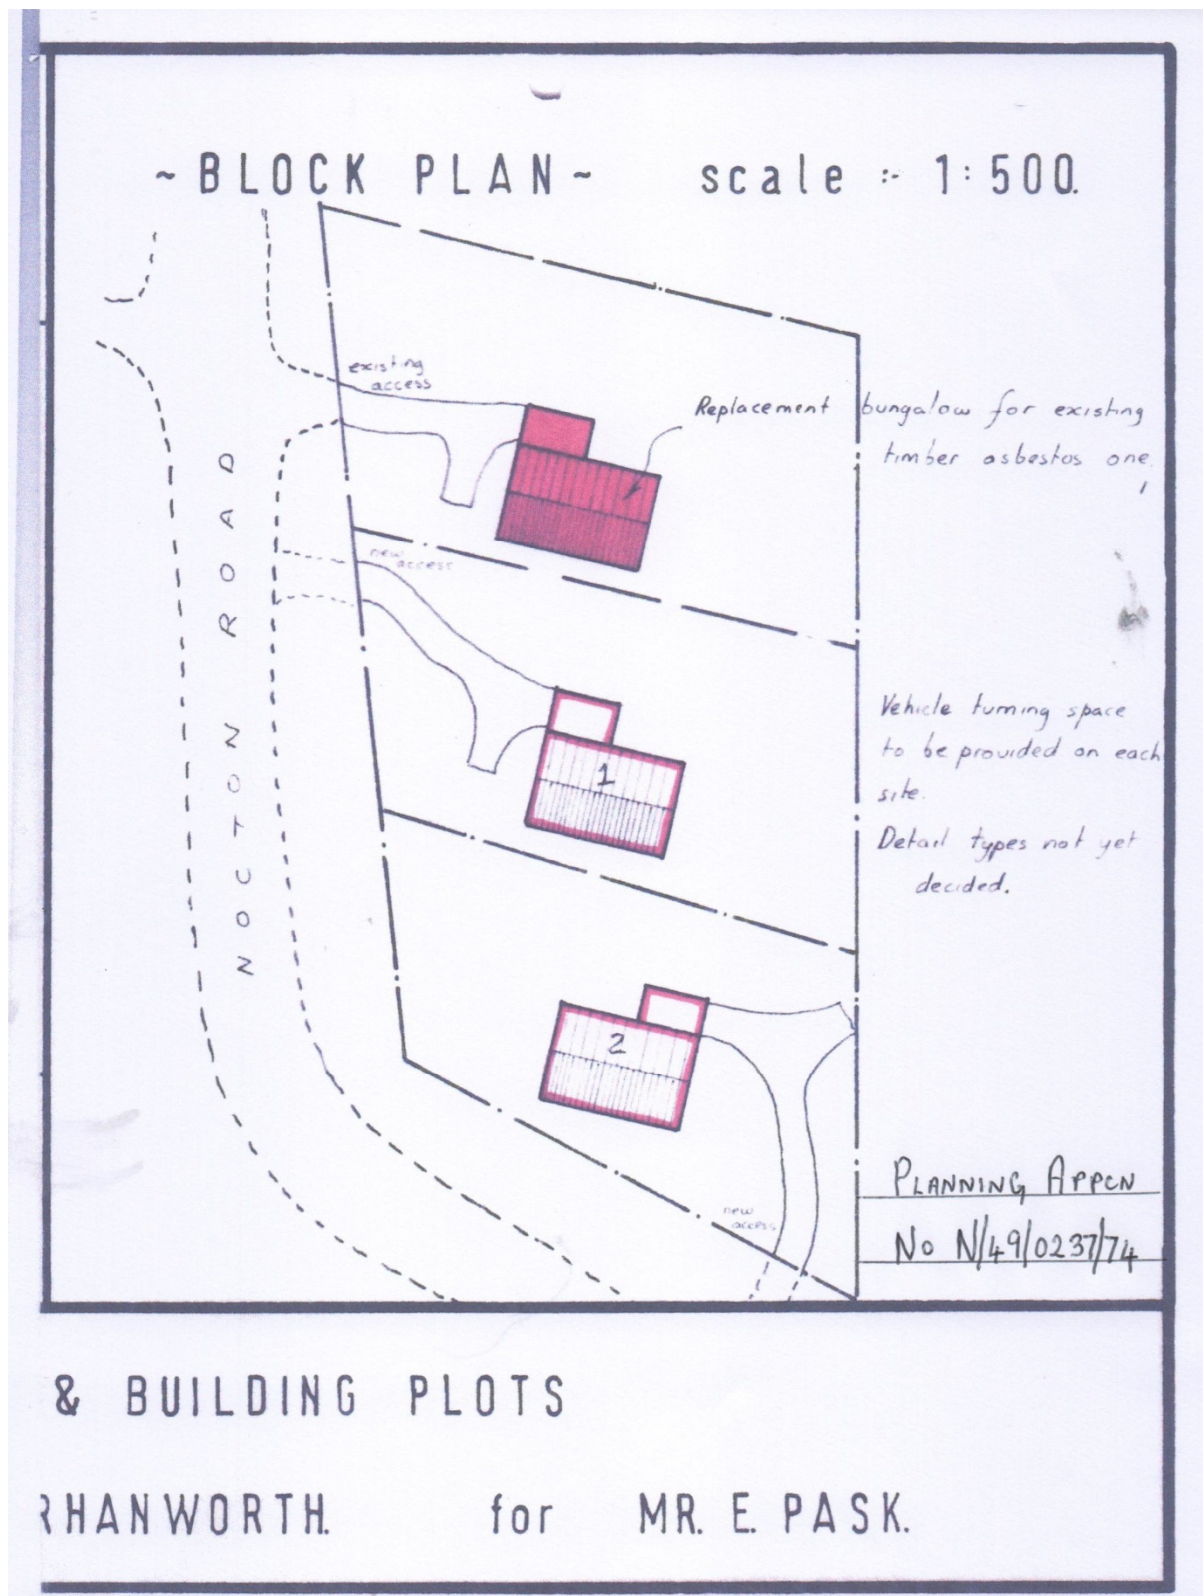 ~ BLOCK PLAN ~ scale :- 1:500.
existing
access
Replacement bungalow for existing
timber asbestos one.
new
access
NOCTON ROAD
1
Vehicle turning space
to be provided on each
site.
Detail types not yet
decided.
2
new
access
PLANNING APPCN
No N/49/0237/74
& BUILDING PLOTS
RHANWORTH. for MR. E. PASK.